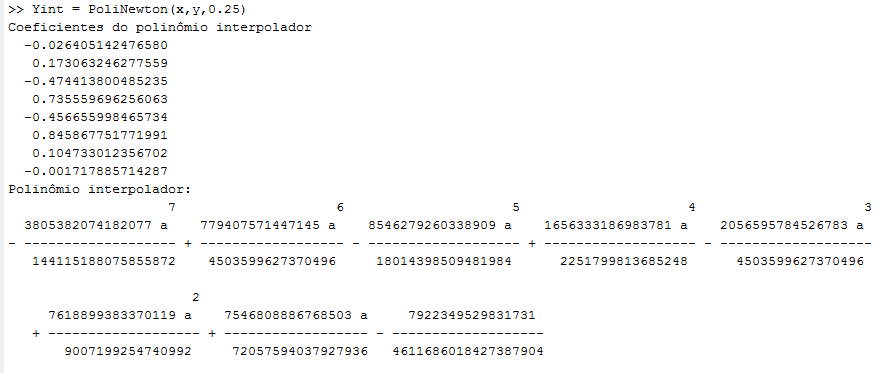 >> Yint = PoliNewton(x,y,0.25)
Coeficientes do polinômio interpolador
-0.026405142476580
0.173063246277559
-0.474413800485235
0.735559696256063
-0.456655998465734
0.845867751771991
0.104733012356702
-0.001717885714287
Polinômio interpolador:
7 6 5 4 3
3805382074182077 a 779407571447145 a 8546279260338909 a 1656333186983781 a 2056595784526783 a
- ------------------- + ------------------ - ------------------- + ------------------- - -------------------
144115188075855872 4503599627370496 18014398509481984 2251799813685248 4503599627370496
2
7618899383370119 a 7546808886768503 a 7922349529831731
+ ------------------- + ------------------ - -------------------
9007199254740992 72057594037927936 4611686018427387904